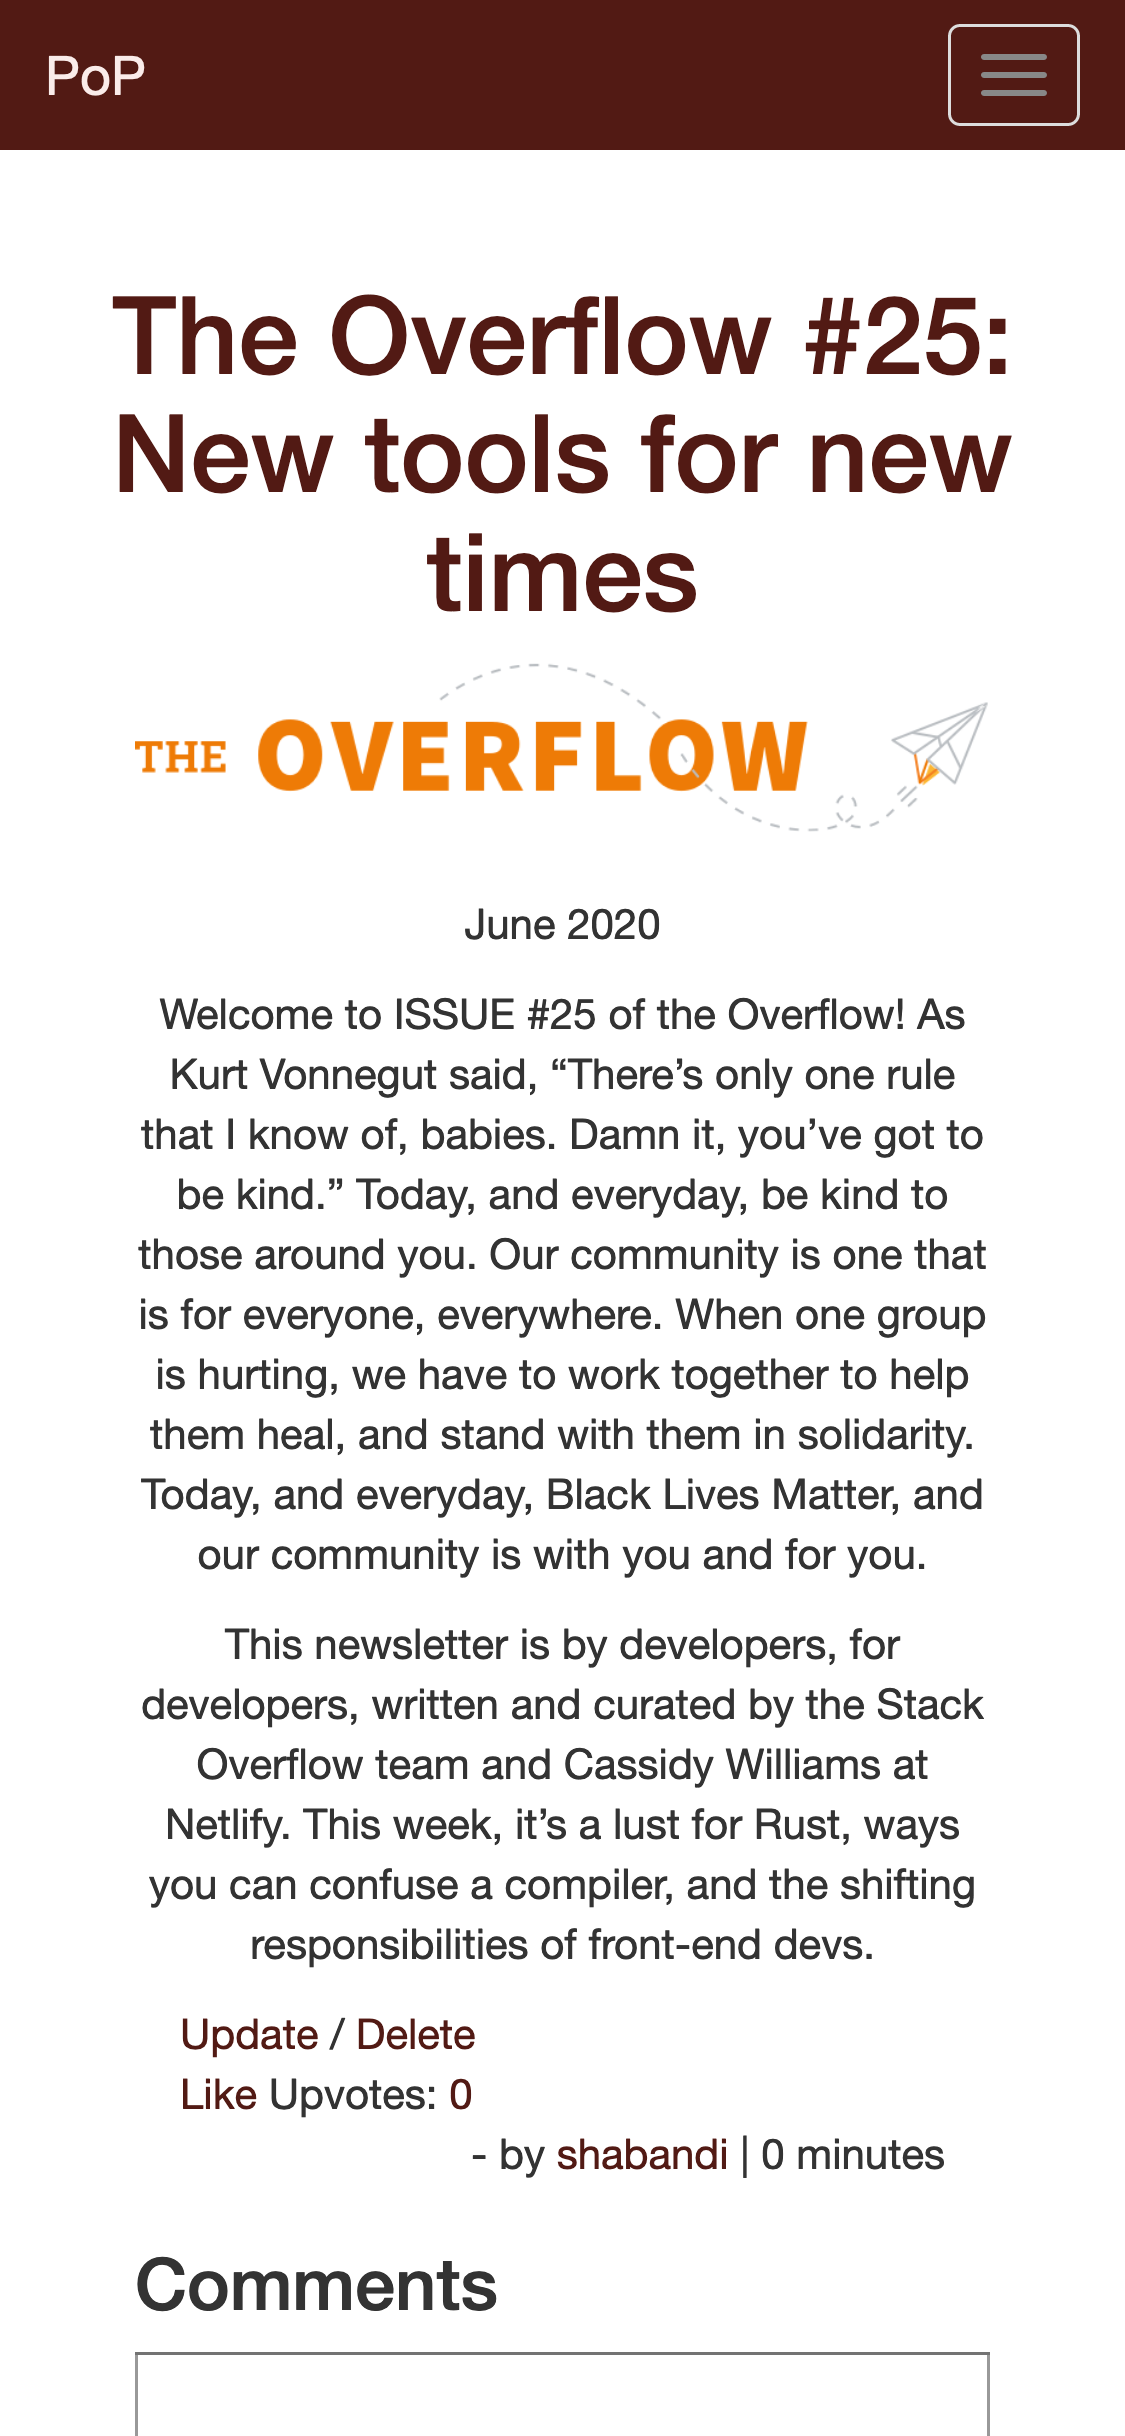 PoP
The Overflow #25:
New tools for new
times
THE OVERFLOW
June 2020
Welcome to ISSUE #25 of the Overflow! As
Kurt Vonnegut said, “There’s only one rule
that I know of, babies. Damn it, you’ve got to
be kind.” Today, and everyday, be kind to
those around you. Our community is one that
is for everyone, everywhere. When one group
is hurting, we have to work together to help
them heal, and stand with them in solidarity.
Today, and everyday, Black Lives Matter, and
our community is with you and for you.
This newsletter is by developers, for
developers, written and curated by the Stack
Overflow team and Cassidy Williams at
Netlify. This week, it’s a lust for Rust, ways
you can confuse a compiler, and the shifting
responsibilities of front-end devs.
Update / Delete
Like Upvotes: 0
- by shabandi | 0 minutes
Comments